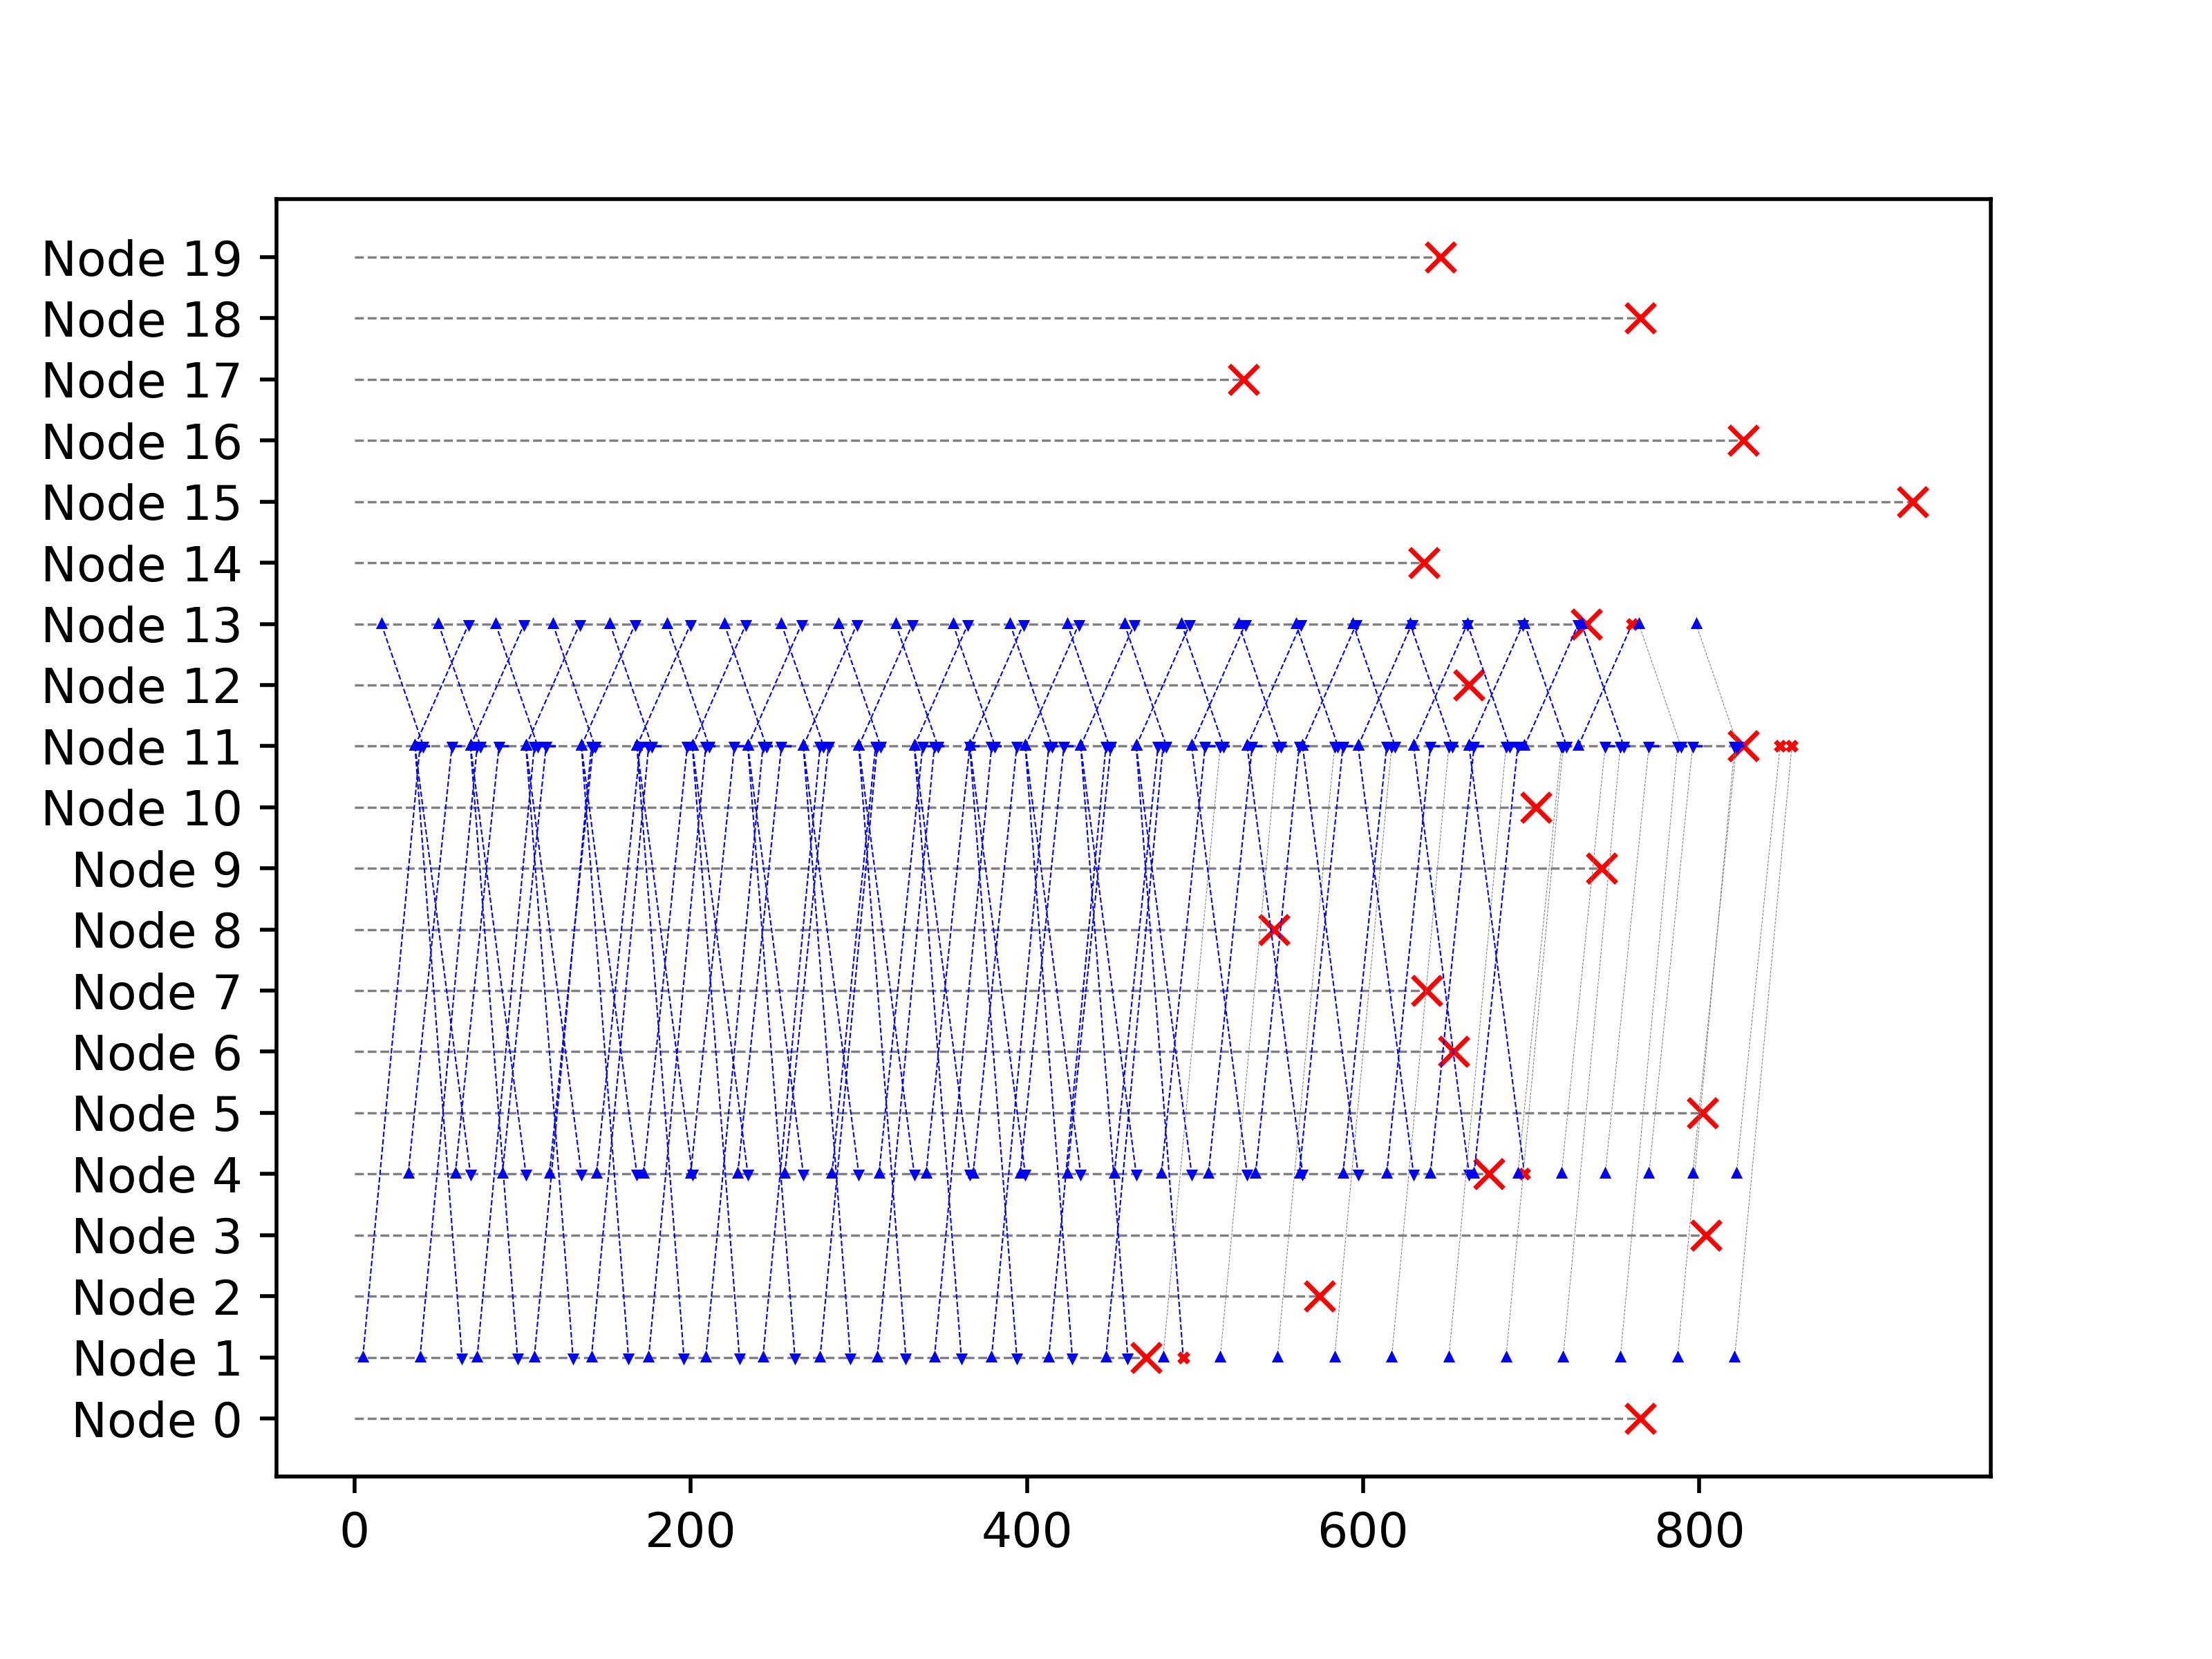 Node 19
Node 18
Node 17
Node 16
Node 15
Node 14
Node 13
Node 12
Node 11
Node 10
Node 9
Node 8
Node 7
Node 6
Node 5
Node 4
Node 3
Node 2
Node 1
Node 0
0 200 400 600 800